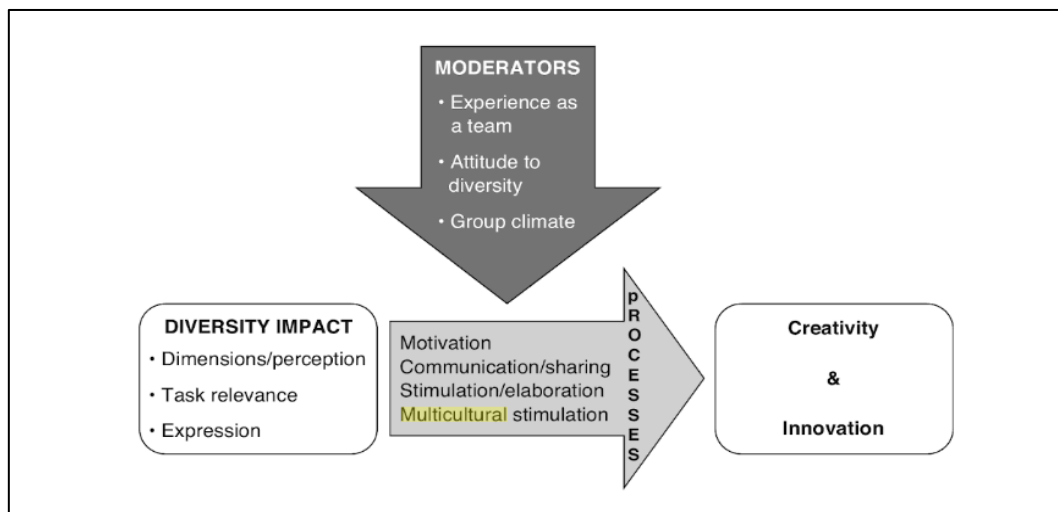 MODERATORS
• Experience as
a team
• Attitude to
diversity
• Group climate
DIVERSITY IMPACT
• Dimensions/perception
• Task relevance
• Expression
Motivation
Communication/sharing
Stimulation/elaboration
Multicultural stimulation
pROCESSES
Creativity
&
Innovation